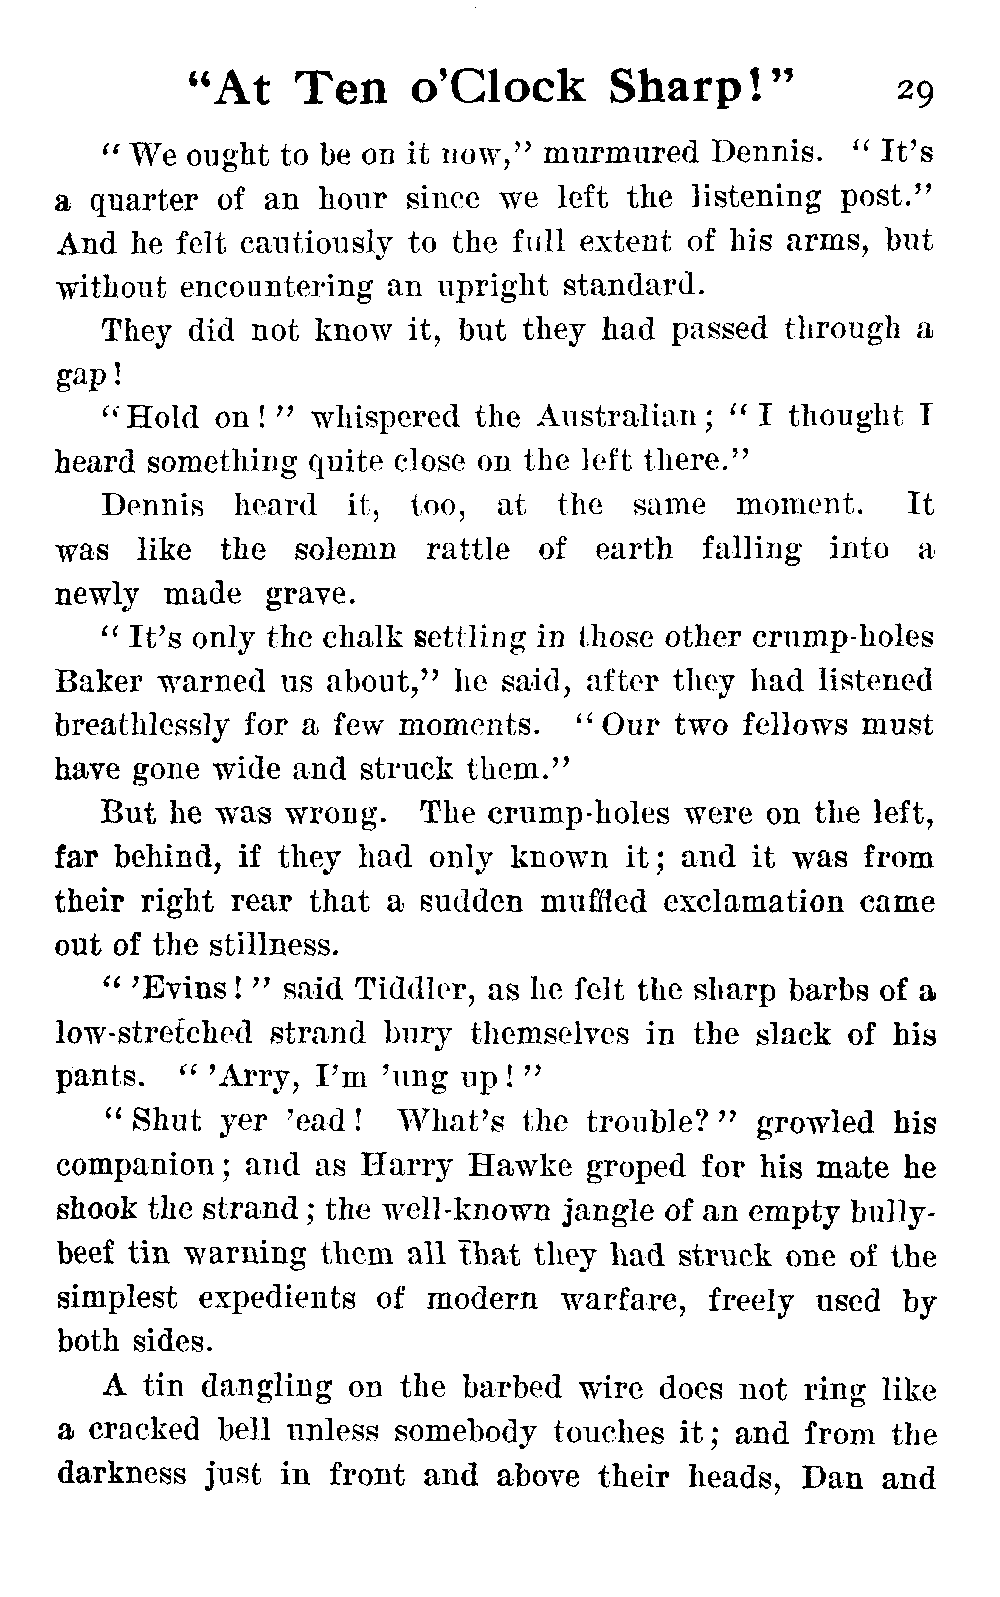 "At Ten o'Clock Sharp!" 29
"We ought to be on it now," murmured Dennis. "It's
a quarter of an hour since we left the listening post."
And he felt cautiously to the full extent of his arms, but
without encountering an upright standard.
They did not know it, but they had passed through a
gap!
"Hold on!" whispered the Australian; "I thought I
heard something quite close on the left there."
Dennis heard it, too, at the same moment. It
was like the solemn rattle of earth falling into a
newly made grave.
"It's only the chalk settling in those other crump-holes
Baker warned us about," he said, after they had listened
breathlessly for a few moments. "Our two fellows must
have gone wide and struck them."
But he was wrong. The crump-holes were on the left,
far behind, if they had only known it; and it was from
their right rear that a sudden muffled exclamation came
out of the stillness.
"'Evins!" said Tiddler, as he felt the sharp barbs of a
low-stretched strand bury themselves in the slack of his
pants. "'Arry, I'm 'ung up!"
"Shut yer 'ead! What's the trouble?" growled his
companion; and as Harry Hawke groped for his mate he
shook the strand; the well-known jangle of an empty bully-
beef tin warning them all that they had struck one of the
simplest expedients of modern warfare, freely used by
both sides.
A tin dangling on the barbed wire does not ring like
a cracked bell unless somebody touches it; and from the
darkness just in front and above their heads, Dan and